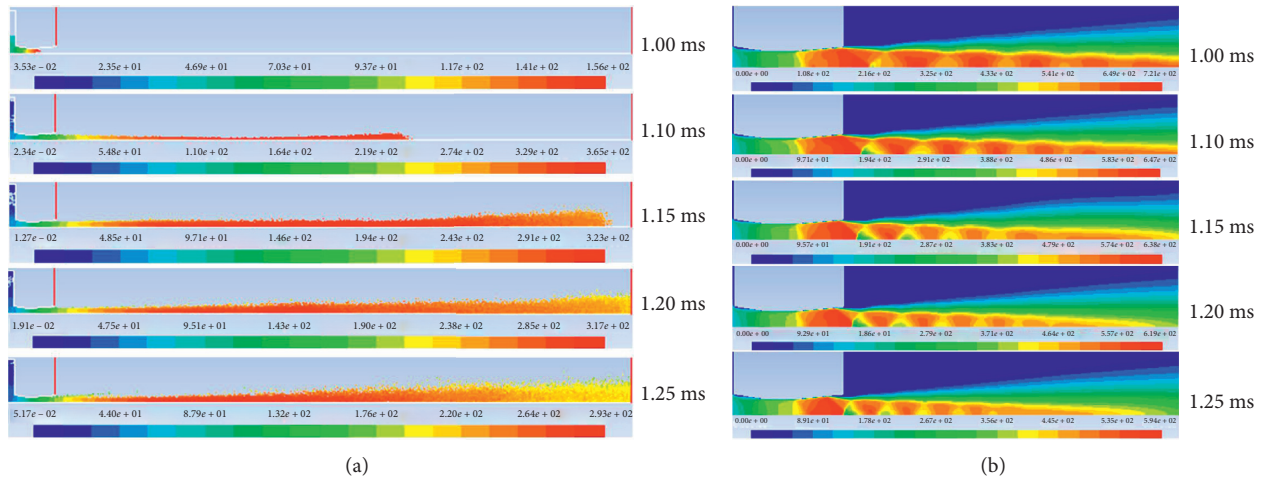 1.00 ms
3.53e − 02 2.35e + 01 4.69e + 01 7.03e + 01 9.37e + 01 1.17e + 02 1.41e + 02 1.56e + 02
1.10 ms
2.34e − 02 5.48e + 01 1.10e + 02 1.64e + 02 2.19e + 02 2.74e + 02 3.29e + 02 3.65e + 02
1.15 ms
1.27e − 02 4.85e + 01 9.71e + 01 1.46e + 02 1.94e + 02 2.43e + 02 2.91e + 02 3.23e + 02
1.20 ms
1.91e − 02 4.75e + 01 9.51e + 01 1.43e + 02 1.90e + 02 2.38e + 02 2.85e + 02 3.17e + 02
1.25 ms
5.17e − 02 4.40e + 01 8.79e + 01 1.32e + 02 1.76e + 02 2.20e + 02 2.64e + 02 2.93e + 02
(a)
1.00 ms
0.00e + 00 1.08e + 02 2.16e + 02 3.25e + 02 4.33e + 02 5.41e + 02 6.49e + 02 7.21e + 02
1.10 ms
0.00e + 00 9.71e + 01 1.94e + 02 2.91e + 02 3.88e + 02 4.86e + 02 5.83e + 02 6.47e + 02
1.15 ms
0.00e + 00 9.57e + 01 1.91e + 02 2.87e + 02 3.83e + 02 4.79e + 02 5.74e + 02 6.38e + 02
1.20 ms
0.00e + 00 9.29e + 01 1.86e + 02 2.79e + 02 3.71e + 02 4.64e + 02 5.57e + 02 6.19e + 02
1.25 ms
0.00e + 00 8.91e + 01 1.78e + 02 2.67e + 02 3.56e + 02 4.45e + 02 5.35e + 02 5.94e + 02
(b)